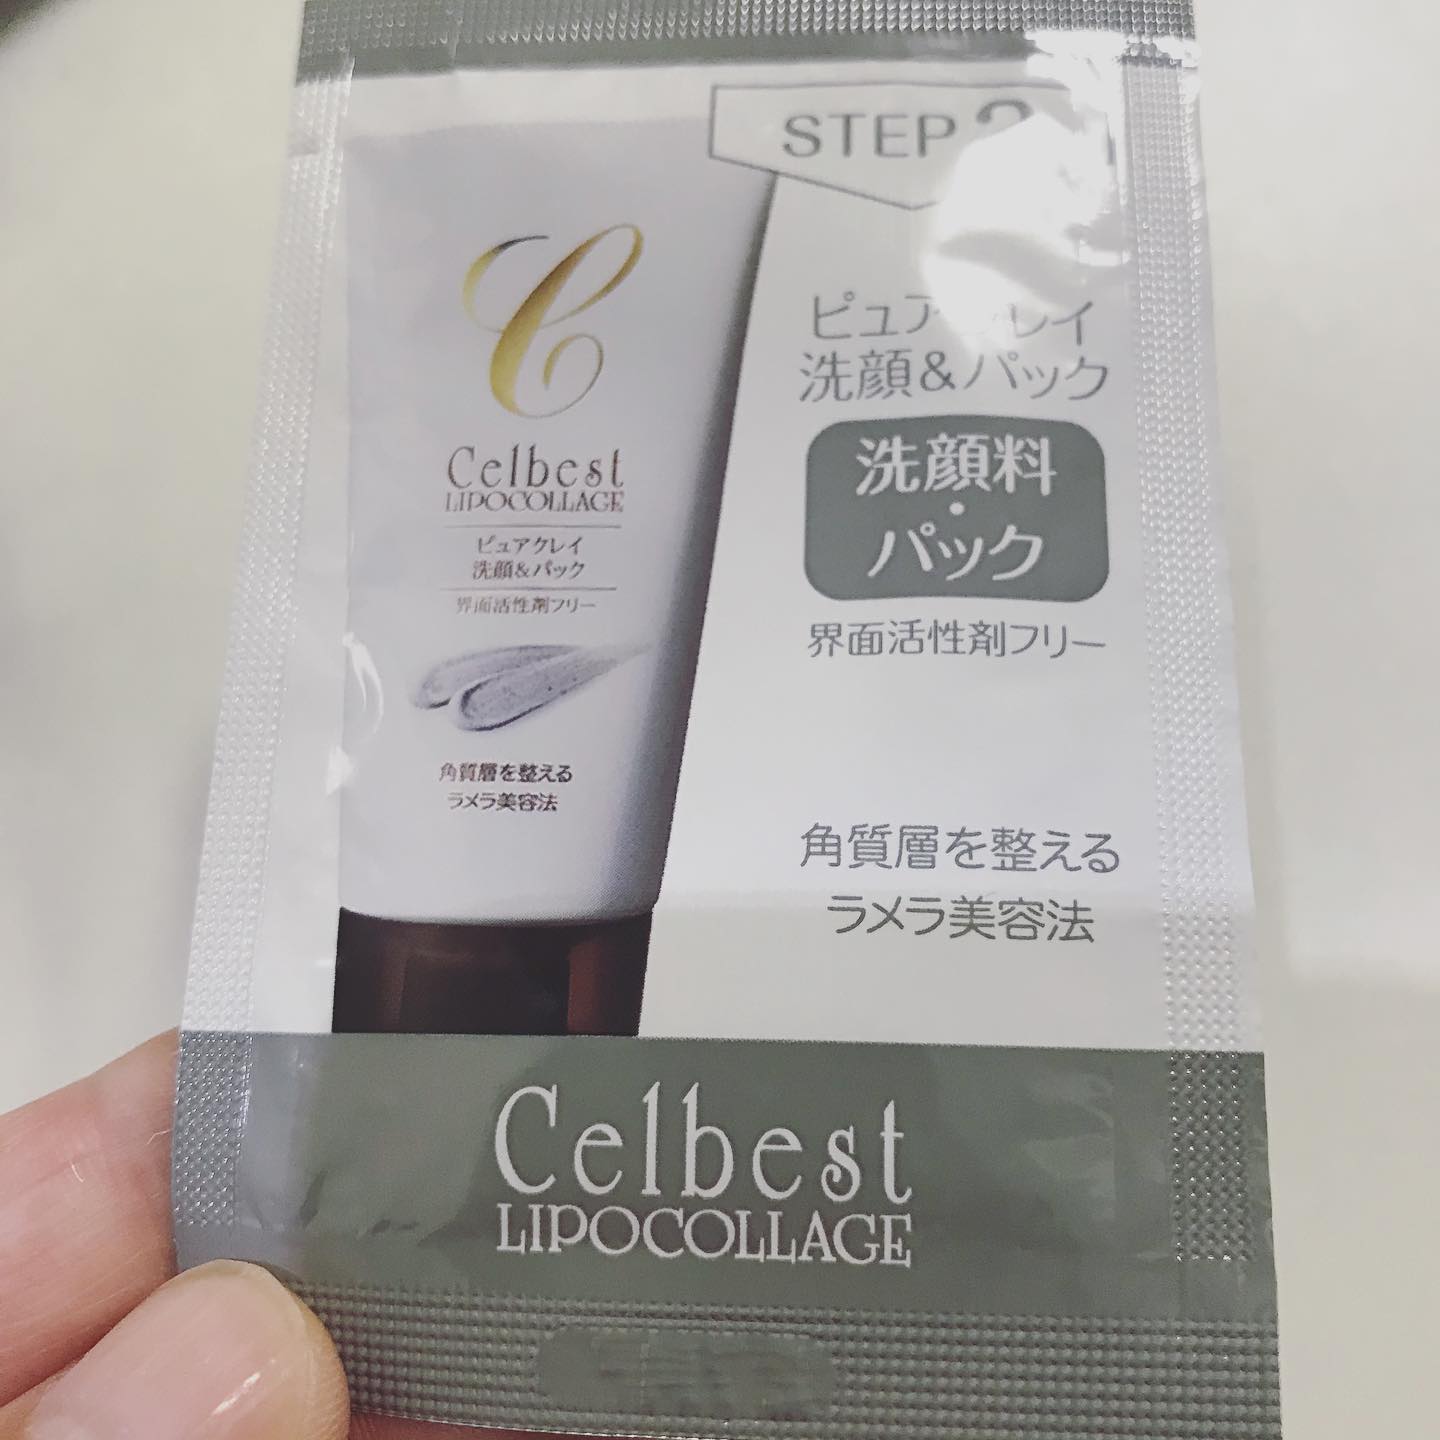 STEP
ピュアクレイ
洗顔&パック
洗顔料
・
パック
界面活性剤フリー
角質層を整える
ラメラ美容法
C
Celbest
LIPOCOLLAGE
ピュアクレイ
洗顔&パック
界面活性剤フリー
角質層を整える
ラメラ美容法
Celbest
LIPOCOLLAGE